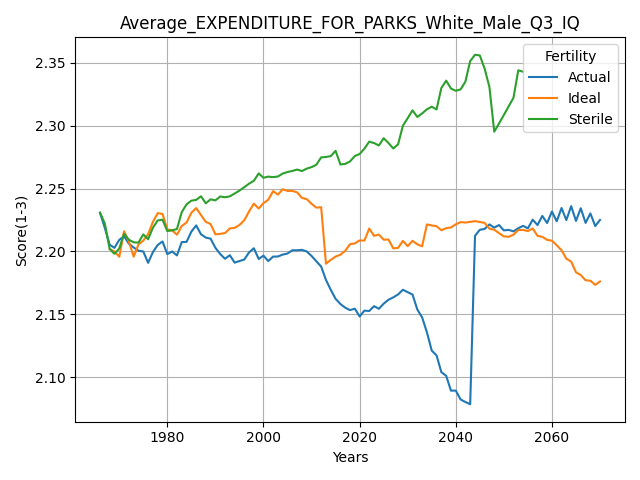 Average_EXPENDITURE_FOR_PARKS_White_Male_Q3_IQ
Score(1-3)
2.35
2.30
2.25
2.20
2.15
2.10
Fertility
Actual
Ideal
Sterile
1980 2000 2020 2040 2060
Years